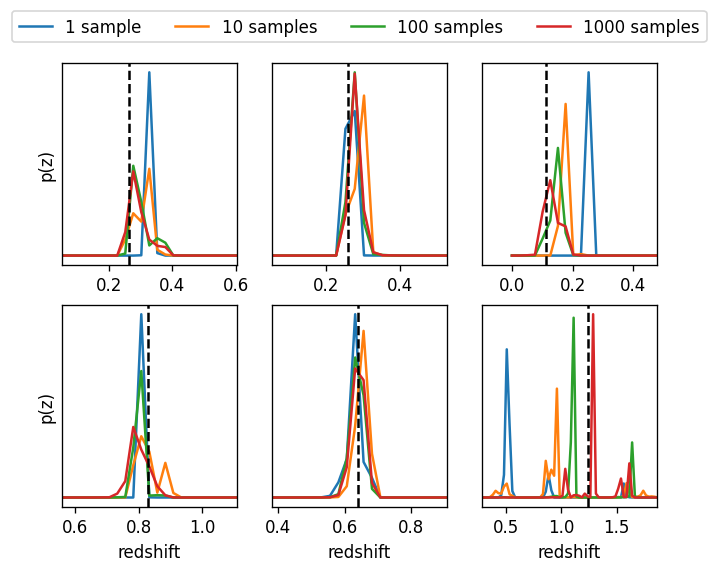 1 sample 10 samples 100 samples 1000 samples
p(z)
0.2 0.4 0.6
0.2 0.4
0.0 0.2 0.4
p(z)
0.6 0.8 1.0
0.4 0.6 0.8
0.5 1.0 1.5
redshift redshift redshift